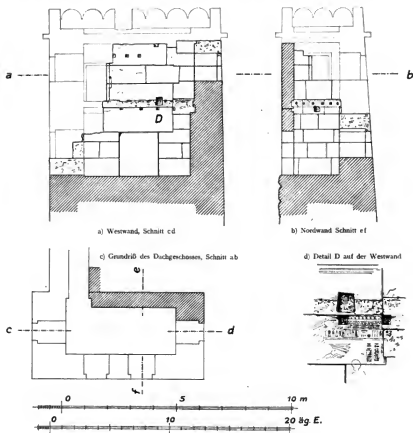 a
b
D
a) Westwand, Schnitt cd
b) Nordwand Schnitt ef
c) Grundriß des Dachgeschosses, Schnitt ab
d) Detail D auf der Westwand
e
c
d
f
0 5 10 m
0 10 20 äg. E.